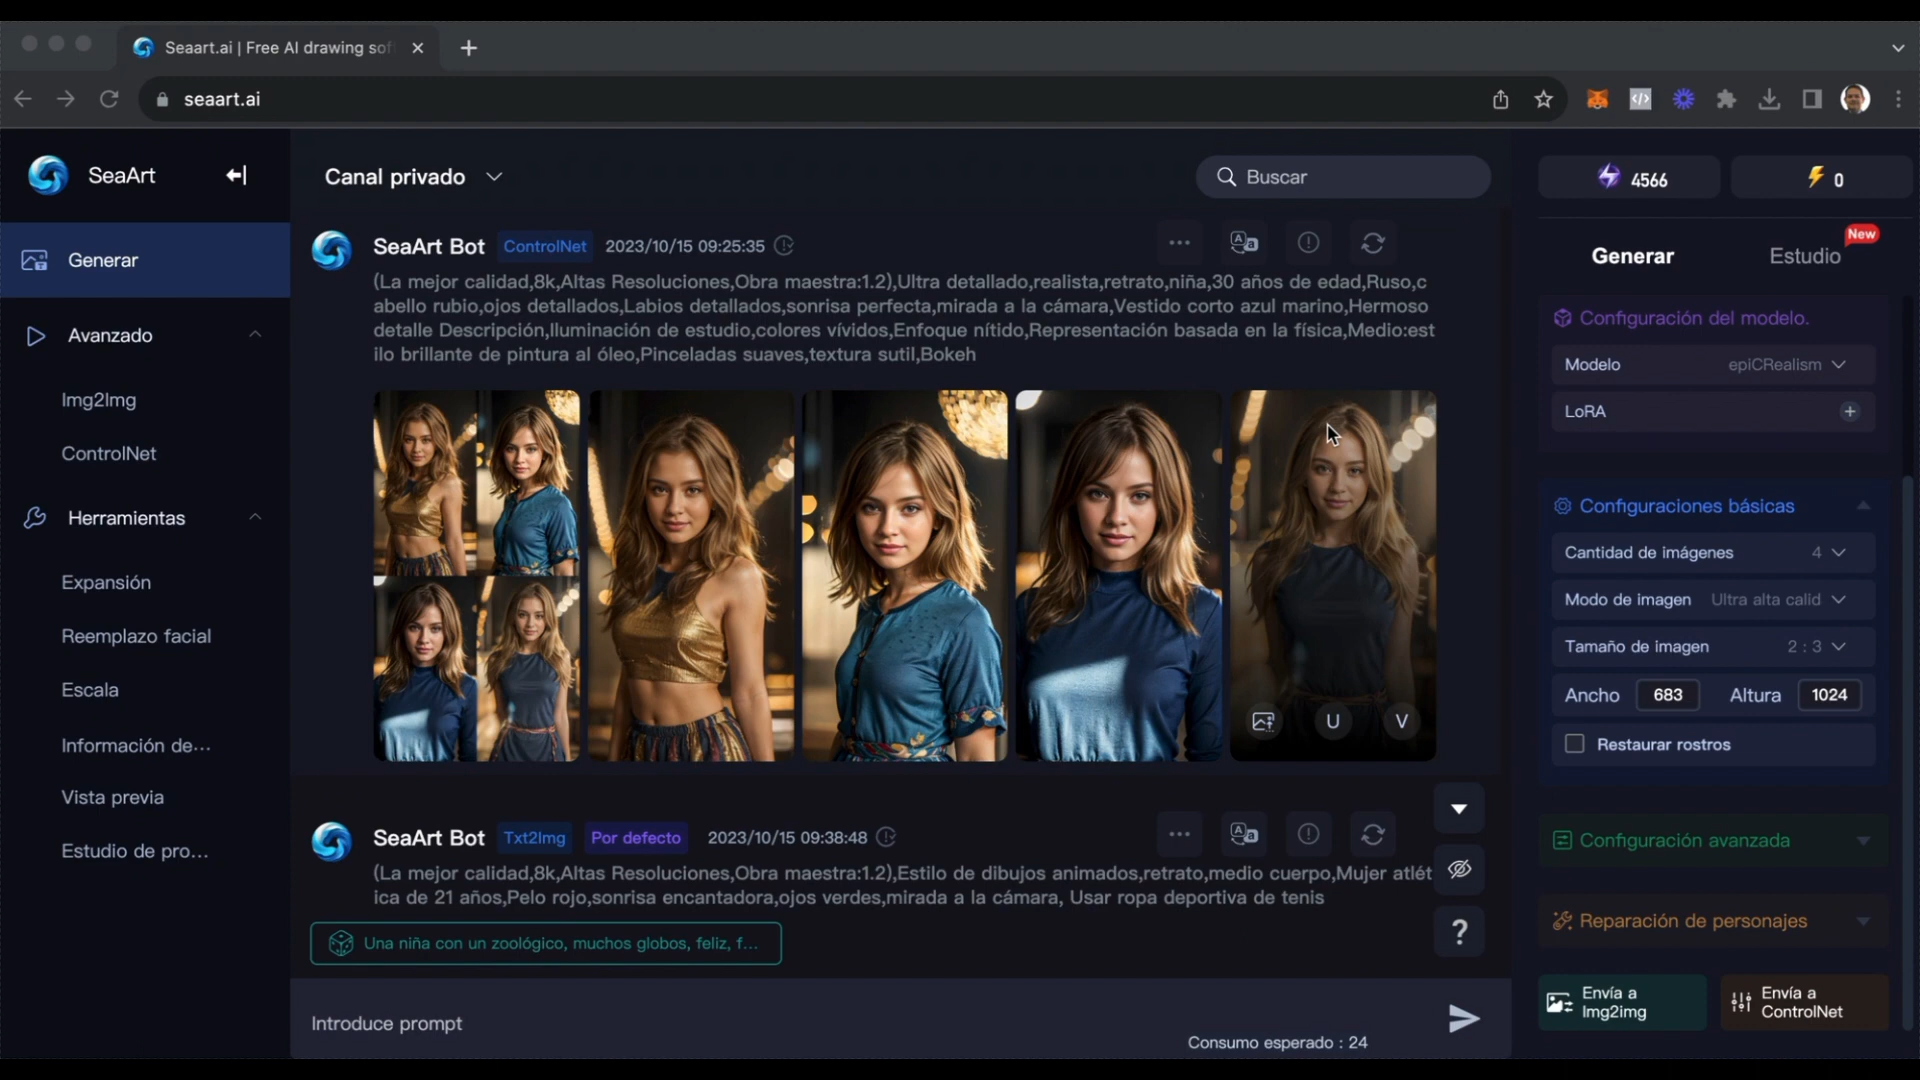 Seaart.ai | Free AI drawing sof
seaart.ai
SeaArt
Canal privado
Buscar
4566
0
Generar
Avanzado
Img2Img
ControlNet
Herramientas
Expansión
Reemplazo facial
Escala
Información de...
Vista previa
Estudio de pro...
SeaArt Bot ControlNet 2023/10/15 09:25:35
(La mejor calidad,8k,Altas Resoluciones,Obra maestra:1.2),Ultra detallado,realista,retrato,niña,30 años de edad,Ruso,c
abello rubio,ojos detallados,Labios detallados,sonrisa perfecta,mirada a la cámara,Vestido corto azul marino,Hermoso
detalle Descripción,Iluminación de estudio,colores vívidos,Enfoque nítido,Representación basada en la física,Medio:est
ilo brillante de pintura al óleo,Pinceladas suaves,textura sutil,Bokeh
U V
SeaArt Bot Txt2Img Por defecto 2023/10/15 09:38:48
(La mejor calidad,8k,Altas Resoluciones,Obra maestra:1.2),Estilo de dibujos animados,retrato,medio cuerpo,Mujer atlét
ica de 21 años,Pelo rojo,sonrisa encantadora,ojos verdes,mirada a la cámara, Usar ropa deportiva de tenis
Una niña con un zoológico, muchos globos, feliz, f...
?
Introduce prompt
Consumo esperado : 24
Generar
Estudio
New
Configuración del modelo.
Modelo epiCRealism
LoRA
Configuraciones básicas
Cantidad de imágenes 4
Modo de imagen Ultra alta calid
Tamaño de imagen 2 : 3
Ancho 683 Altura 1024
Restaurar rostros
Configuración avanzada
Reparación de personajes
Envía a
Img2img
Envía a
ControlNet